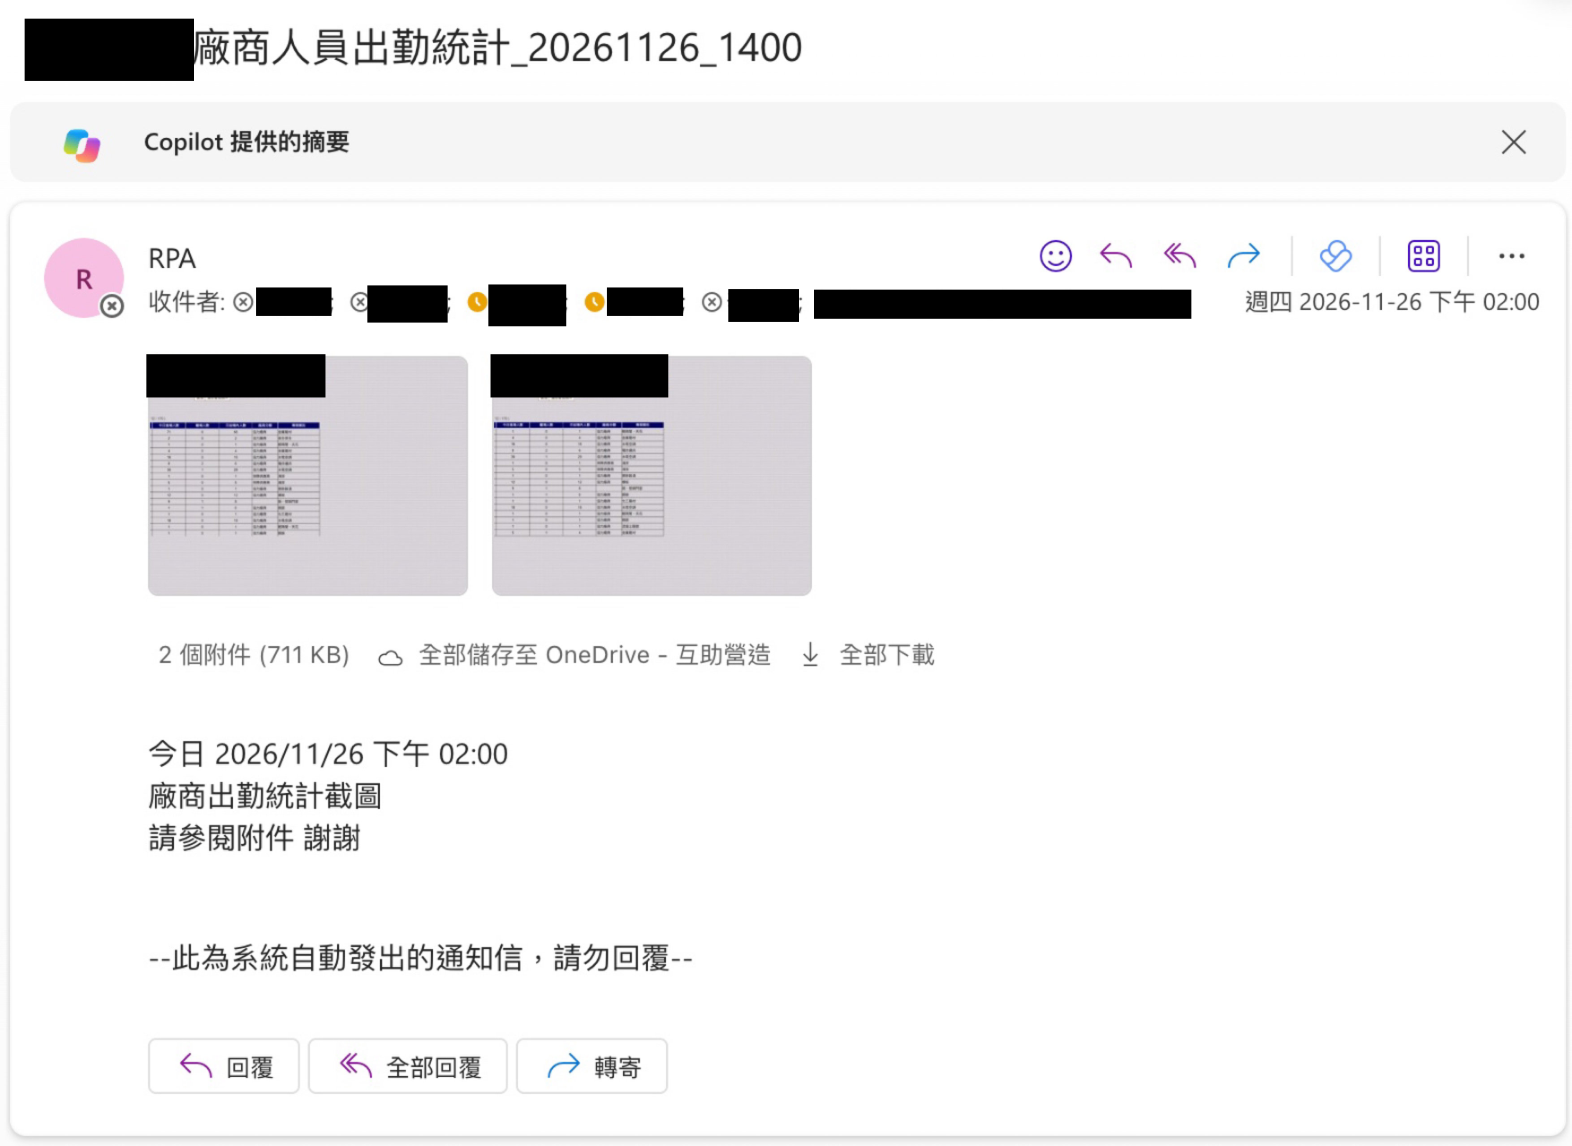 廠商人員出勤統計_20261126_1400
Copilot 提供的摘要
R
RPA
收件者:
週四 2026-11-26 下午 02:00
2 個附件 (711 KB)
全部儲存至 OneDrive - 互助營造
全部下載
今日 2026/11/26 下午 02:00
廠商出勤統計截圖
請參閱附件 謝謝
--此為系統自動發出的通知信，請勿回覆--
回覆
全部回覆
轉寄